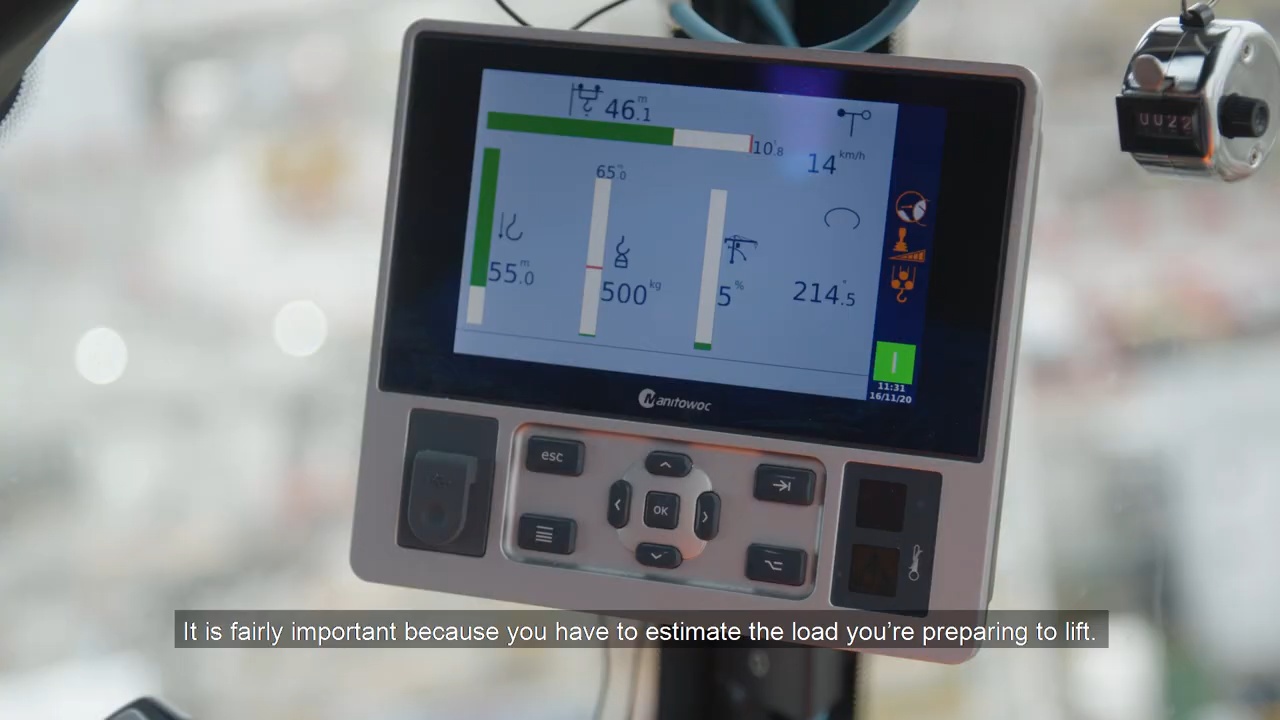 46.1 m
10.8
14 km/h
65.0 m
55.0 m
500 kg
5 %
214.5 °
11:31
16/11/20
Manitowoc
esc
OK
0022
It is fairly important because you have to estimate the load you’re preparing to lift.